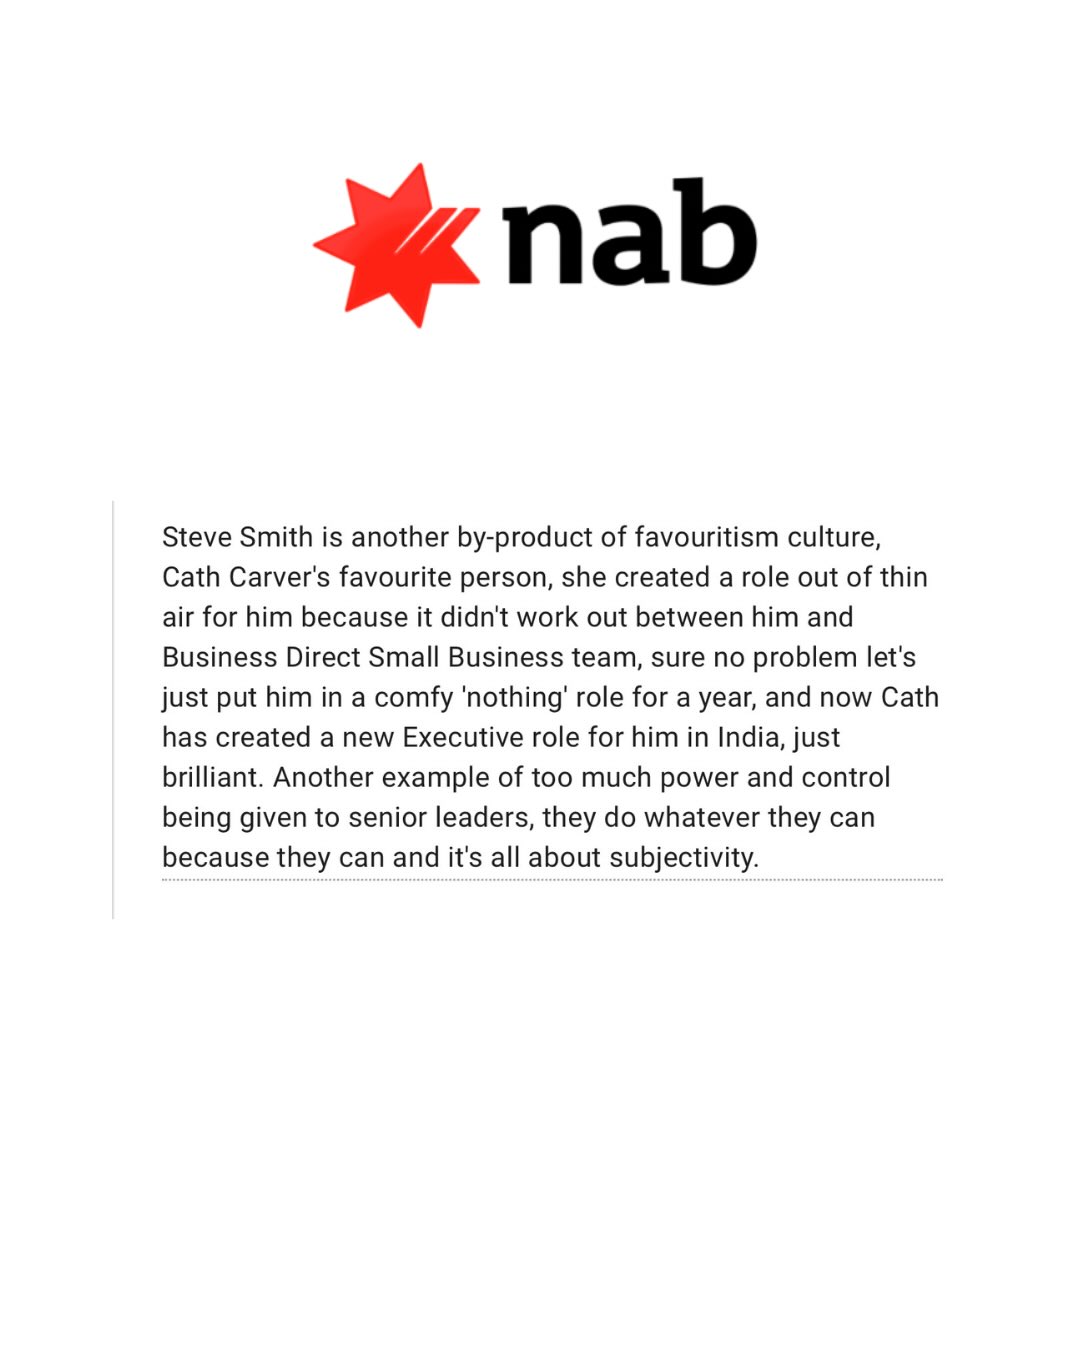 nab
Steve Smith is another by-product of favouritism culture,
Cath Carver's favourite person, she created a role out of thin
air for him because it didn't work out between him and
Business Direct Small Business team, sure no problem let's
just put him in a comfy 'nothing' role for a year, and now Cath
has created a new Executive role for him in India, just
brilliant. Another example of too much power and control
being given to senior leaders, they do whatever they can
because they can and it's all about subjectivity.